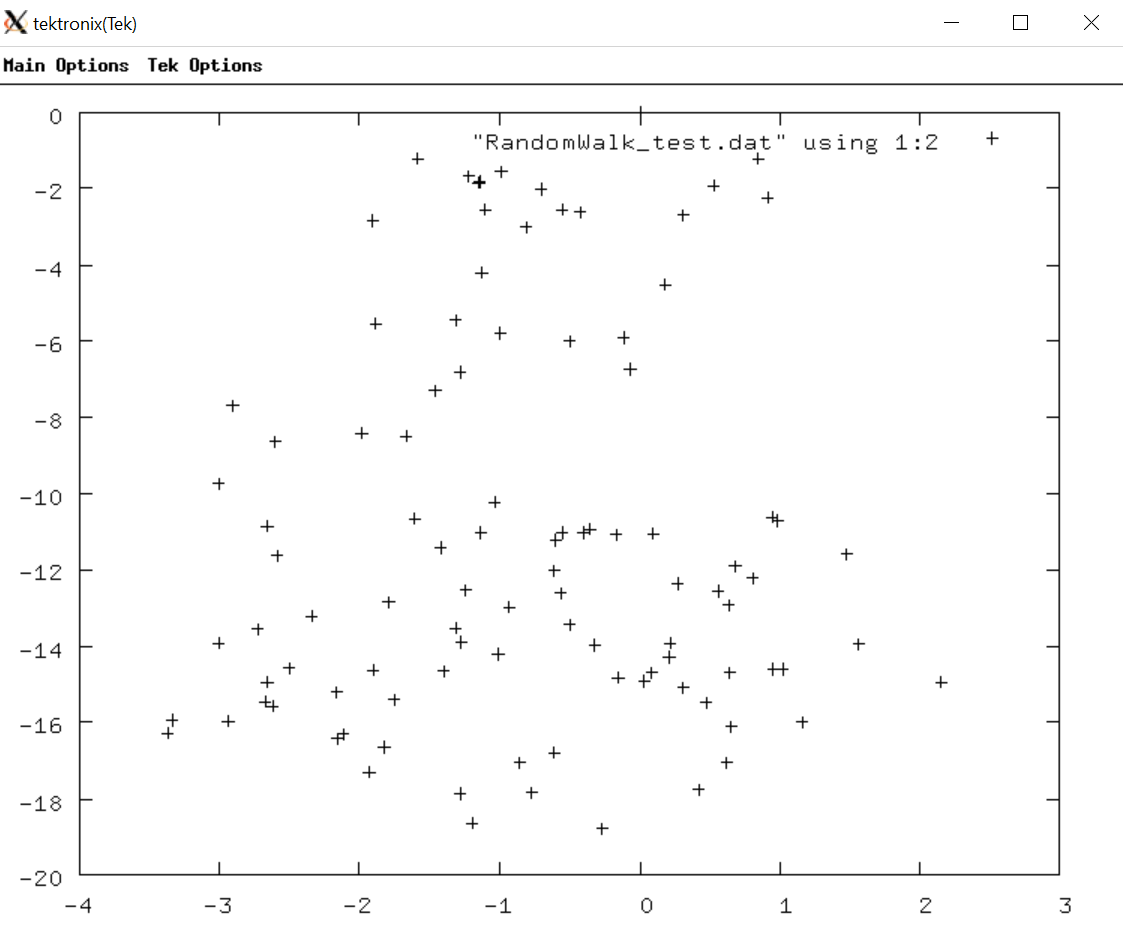 tektronix(Tek)
Main Options Tek Options
"RandomWalk_test.dat" using 1:2
0
-2
-4
-6
-8
-10
-12
-14
-16
-18
-20
-4 -3 -2 -1 0 1 2 3